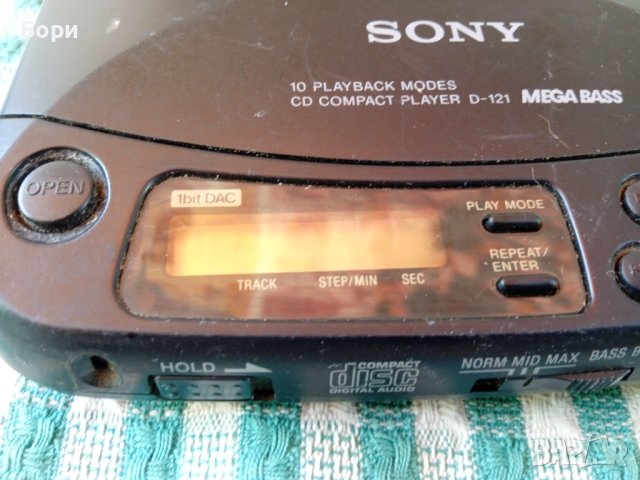 Бори
SONY
10 PLAYBACK MODES
CD COMPACT PLAYER D-121 MEGA BASS
OPEN
1bit DAC
PLAY MODE
REPEAT/
ENTER
TRACK STEP/MIN SEC
HOLD
COMPACT
disc
DIGITAL AUDIO
NORM MID MAX BASS B
BAZAR